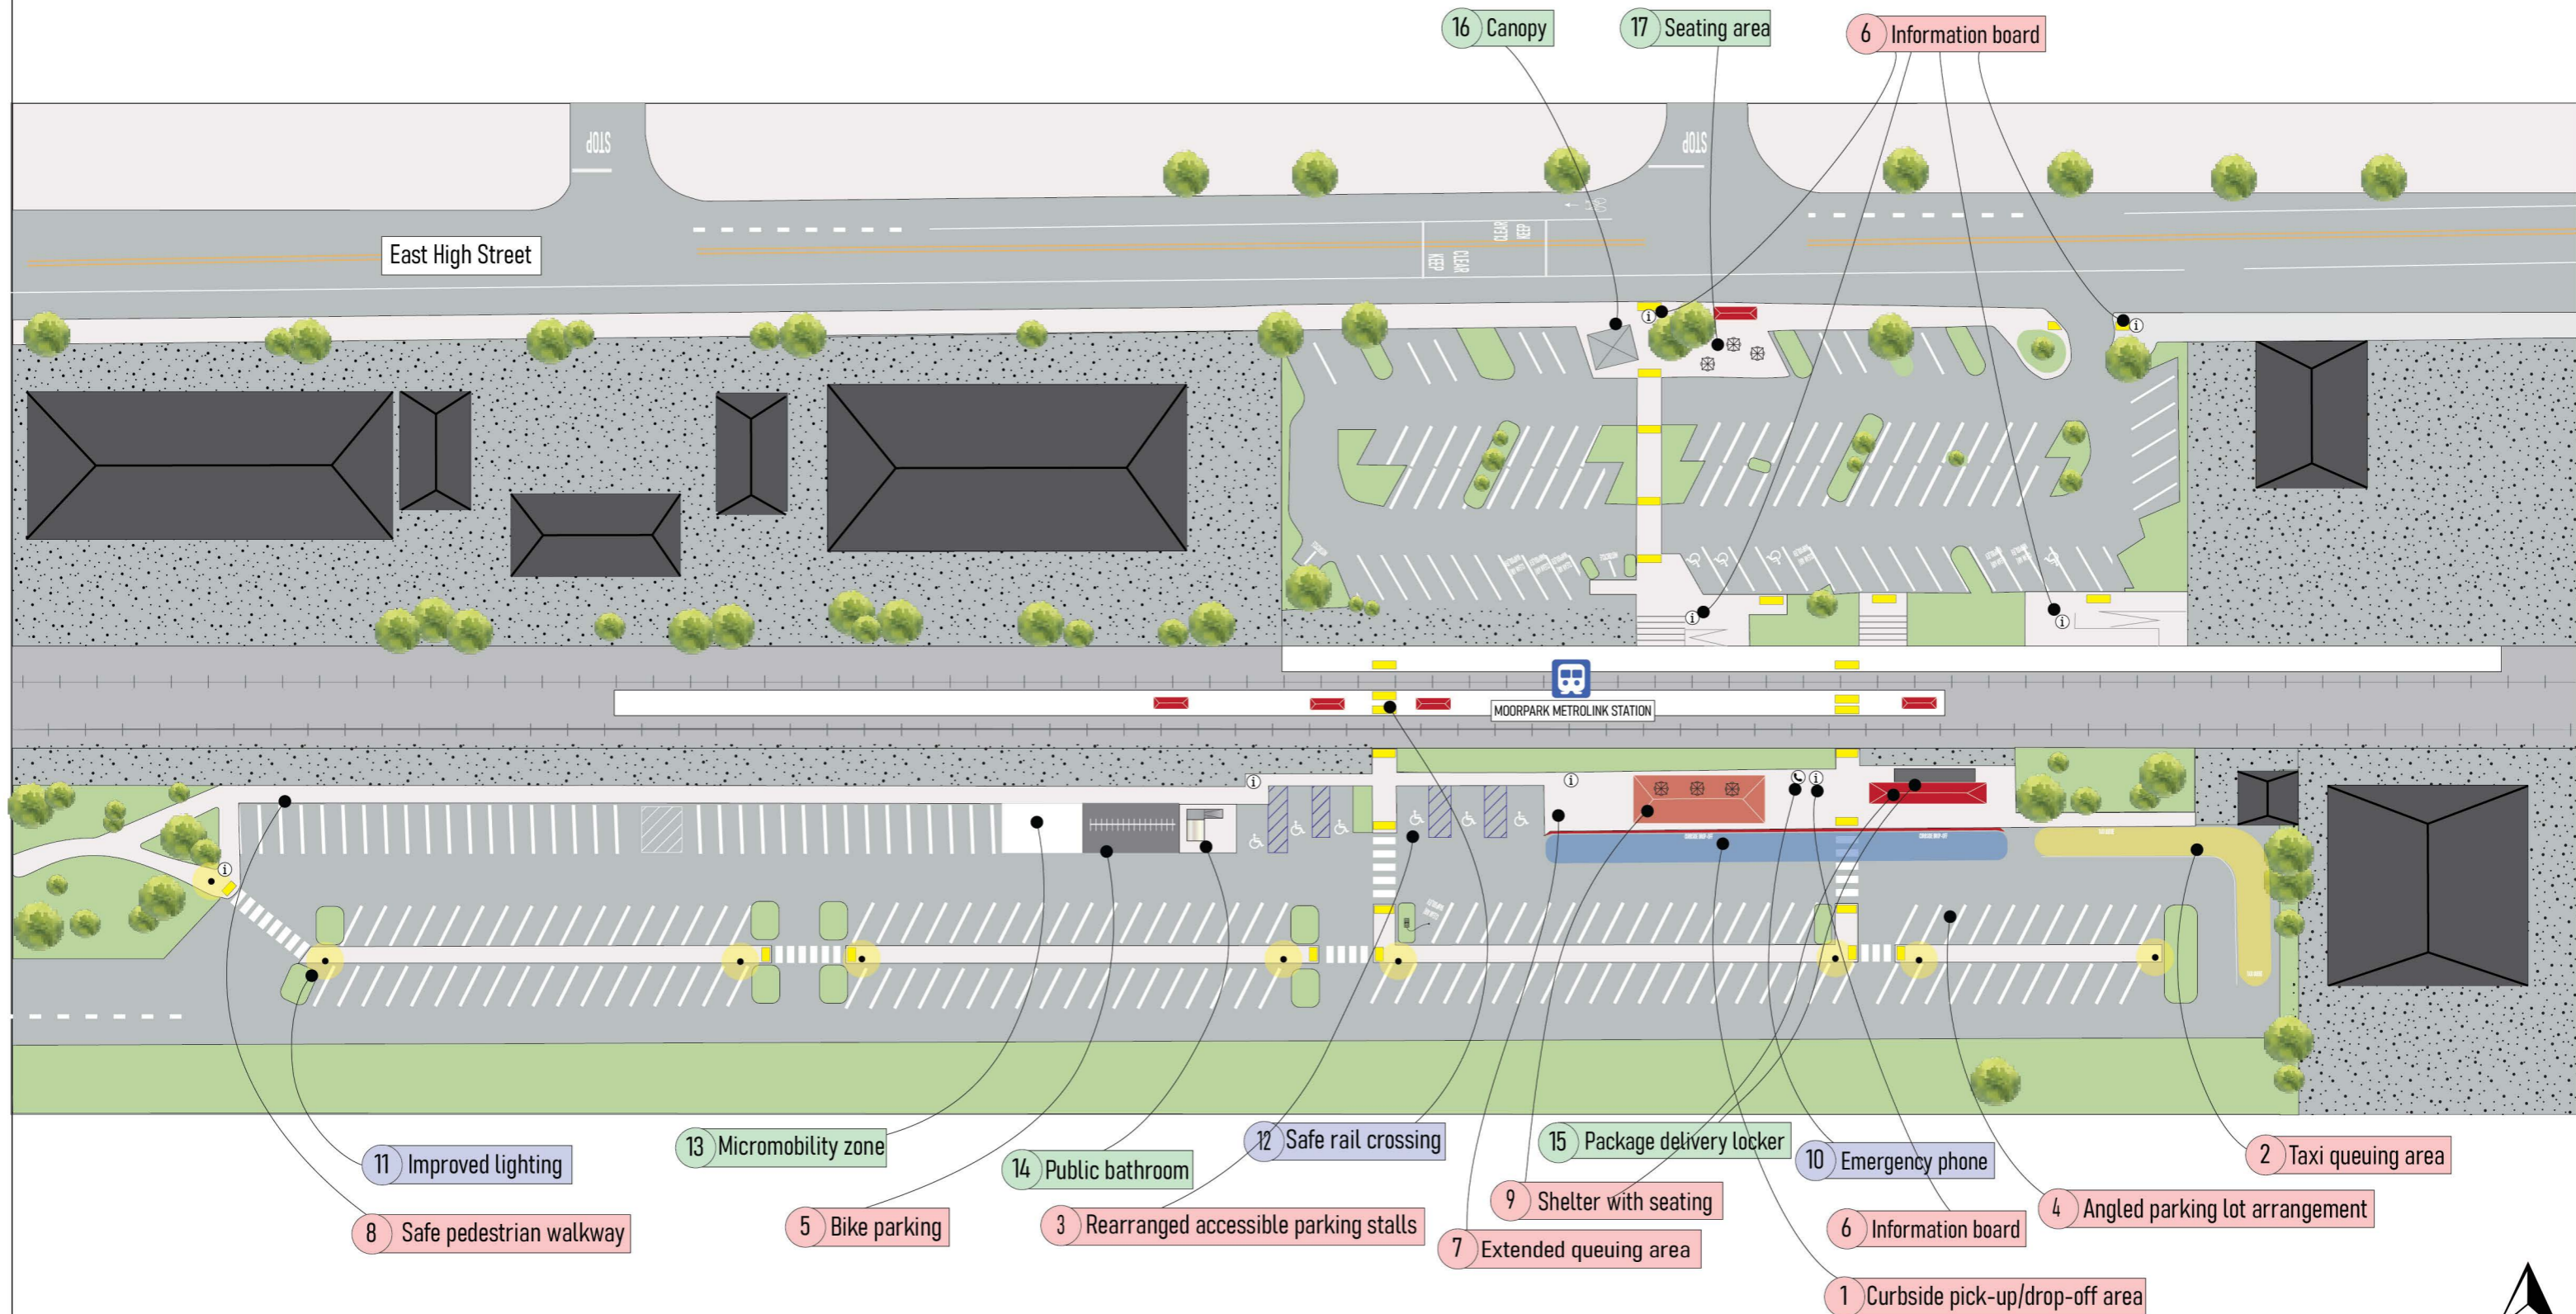 16 Canopy
17 Seating area
6 Information board
STOP
STOP
CLEAR
KEEP
KEEP
CLEAR
East High Street
MOORPARK METROLINK STATION
11 Improved lighting
13 Micromobility zone
14 Public bathroom
12 Safe rail crossing
15 Package delivery locker
10 Emergency phone
2 Taxi queuing area
8 Safe pedestrian walkway
5 Bike parking
3 Rearranged accessible parking stalls
9 Shelter with seating
7 Extended queuing area
6 Information board
4 Angled parking lot arrangement
1 Curbside pick-up/drop-off area